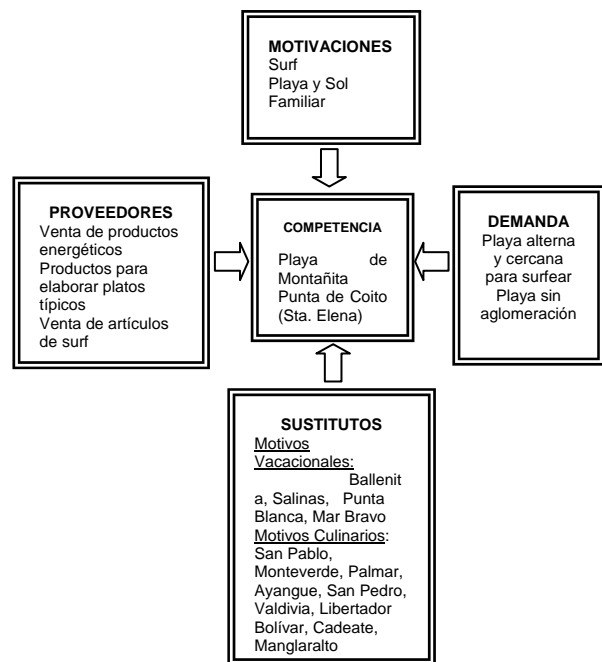 MOTIVACIONES
Surf
Playa y Sol
Familiar
PROVEEDORES
Venta de productos
energéticos
Productos para
elaborar platos
típicos
Venta de artículos
de surf
COMPETENCIA
Playa de
Montañita
Punta de Coito
(Sta. Elena)
DEMANDA
Playa alterna
y cercana
para surfear
Playa sin
aglomeración
SUSTITUTOS
Motivos
Vacacionales:
Ballenit
a, Salinas, Punta
Blanca, Mar Bravo
Motivos Culinarios:
San Pablo,
Monteverde, Palmar,
Ayangue, San Pedro,
Valdivia, Libertador
Bolívar, Cadeate,
Manglaralto